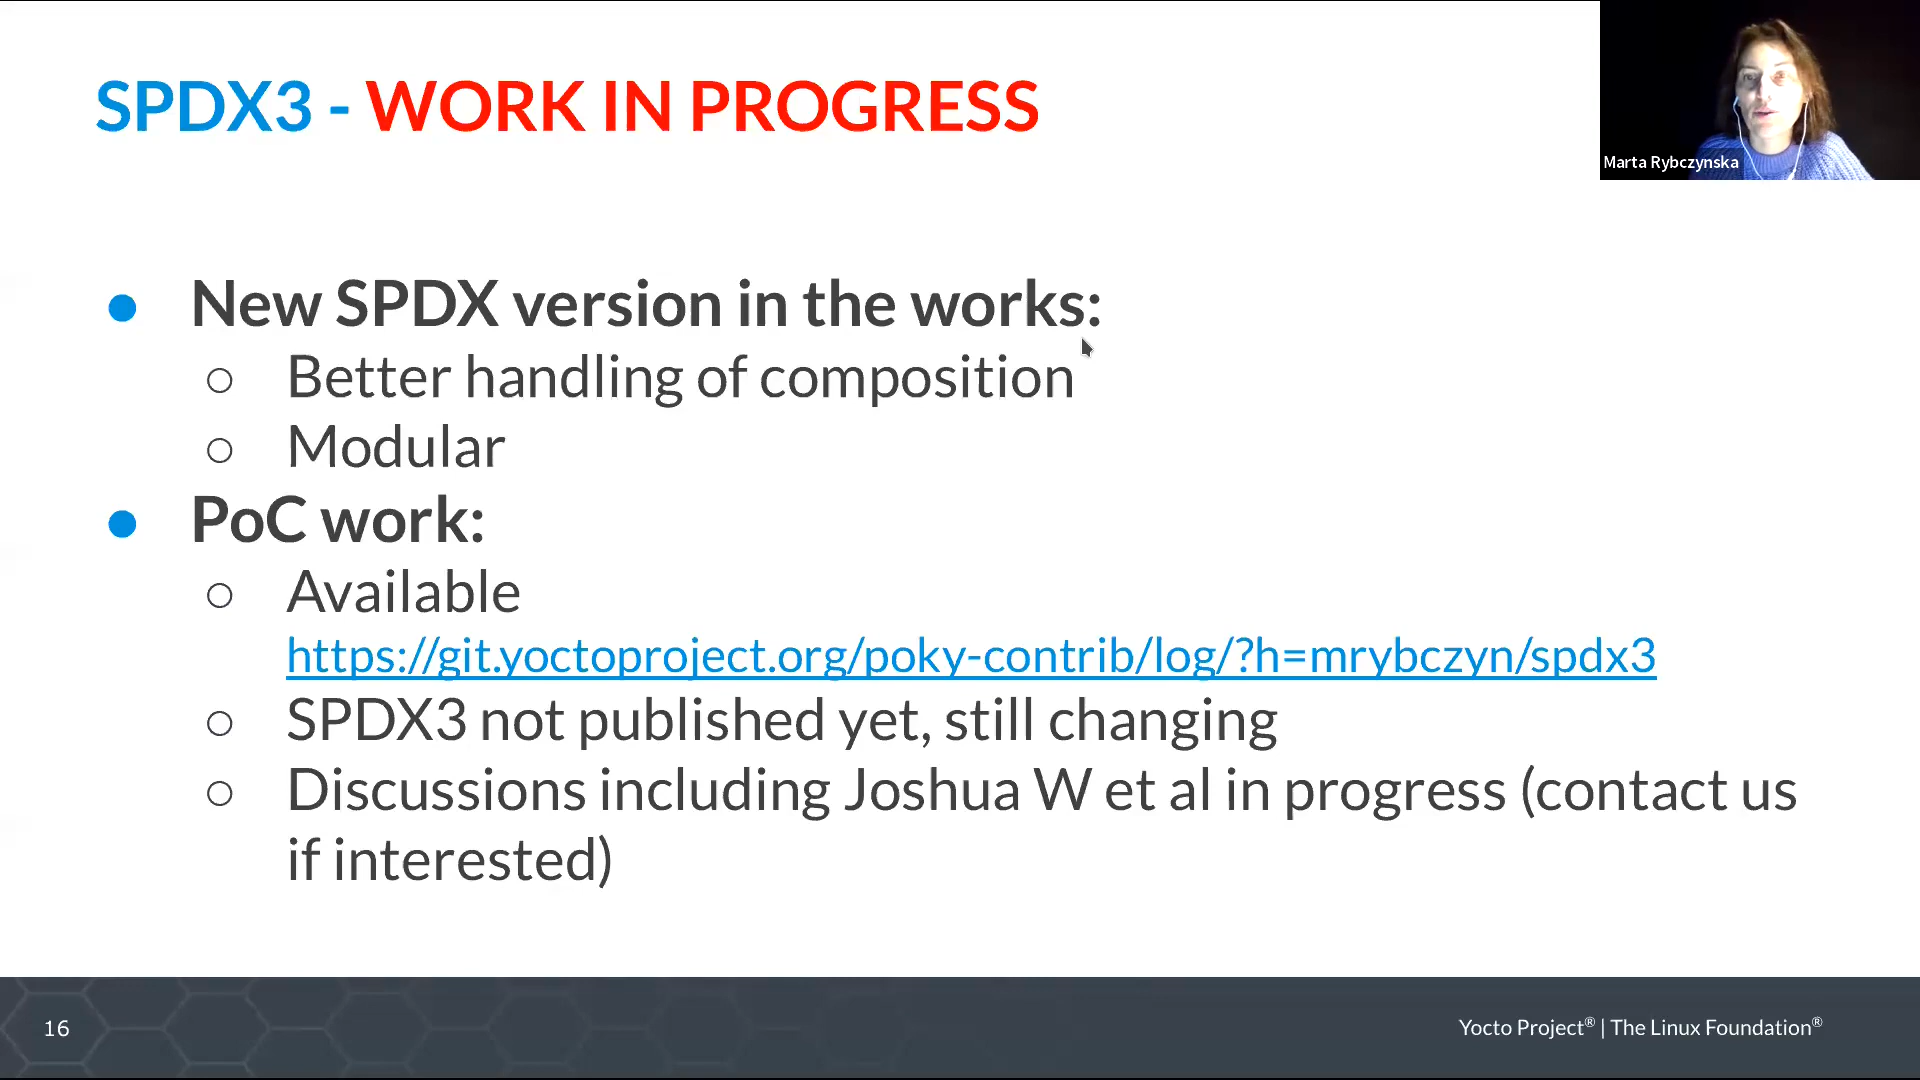 SPDX3 - WORK IN PROGRESS
Marta Rybczynska
● New SPDX version in the works:
○ Better handling of composition
○ Modular
● PoC work:
○ Available
https://git.yoctoproject.org/poky-contrib/log/?h=mrybczyn/spdx3
○ SPDX3 not published yet, still changing
○ Discussions including Joshua W et al in progress (contact us
if interested)
16
Yocto Project® | The Linux Foundation®